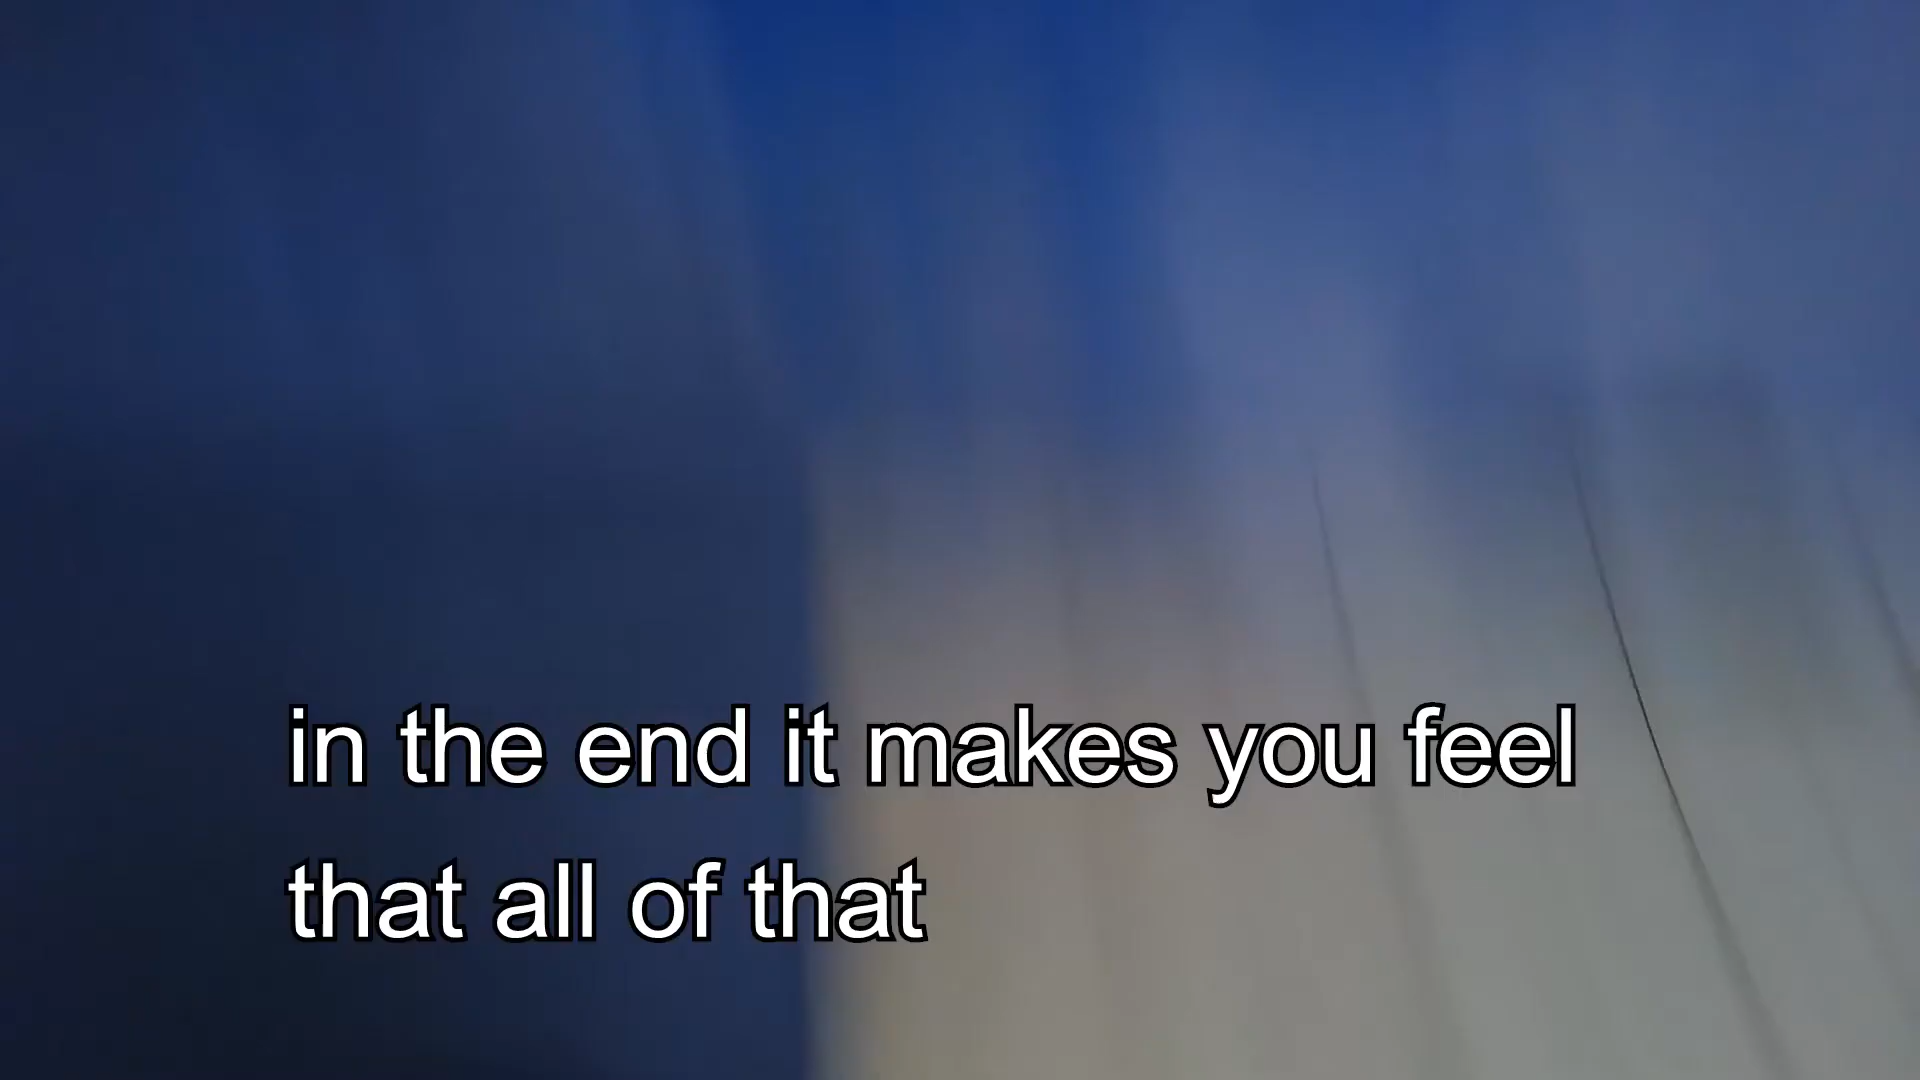 in the end it makes you feel
that all of that